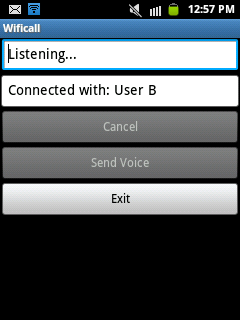 12:57 PM
Wificall
Listening...
Connected with: User B
Cancel
Send Voice
Exit